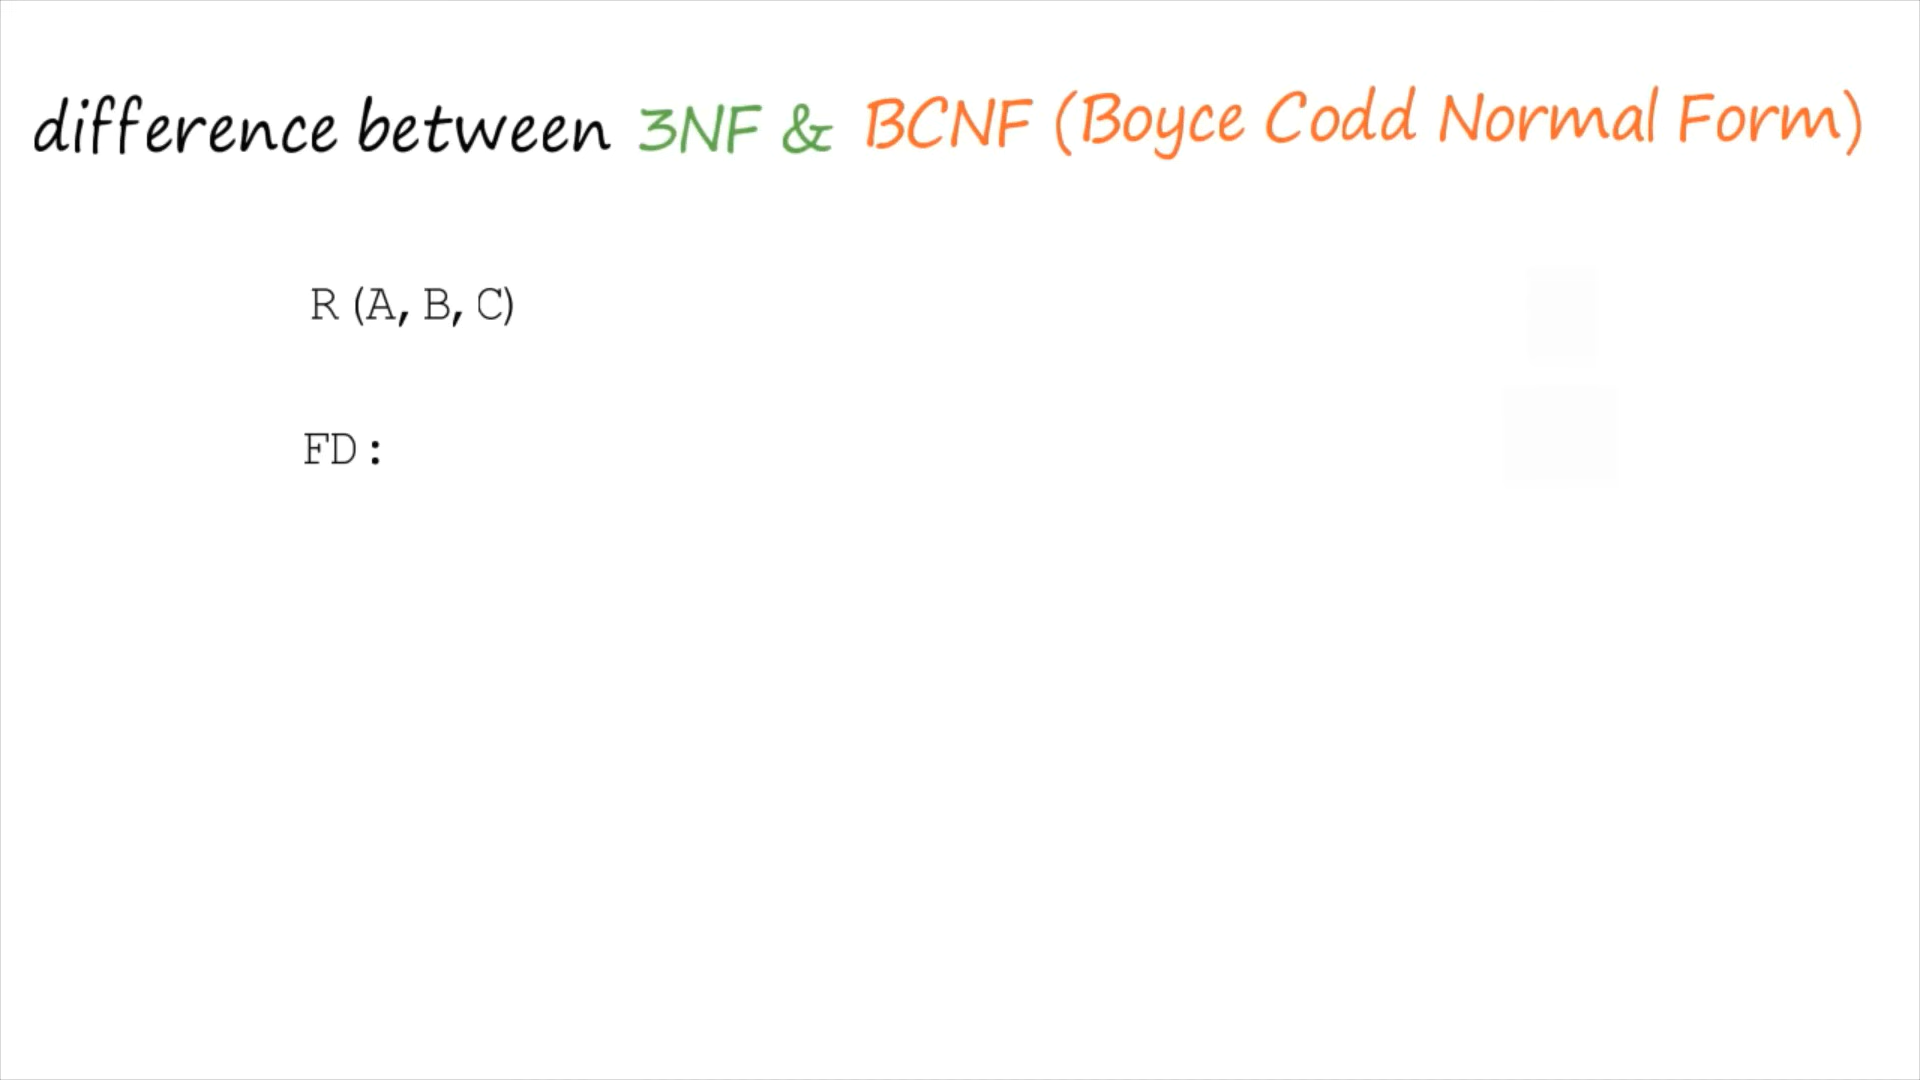 difference between 3NF & BCNF (Boyce Codd Normal Form)
R (A, B, C)
FD :